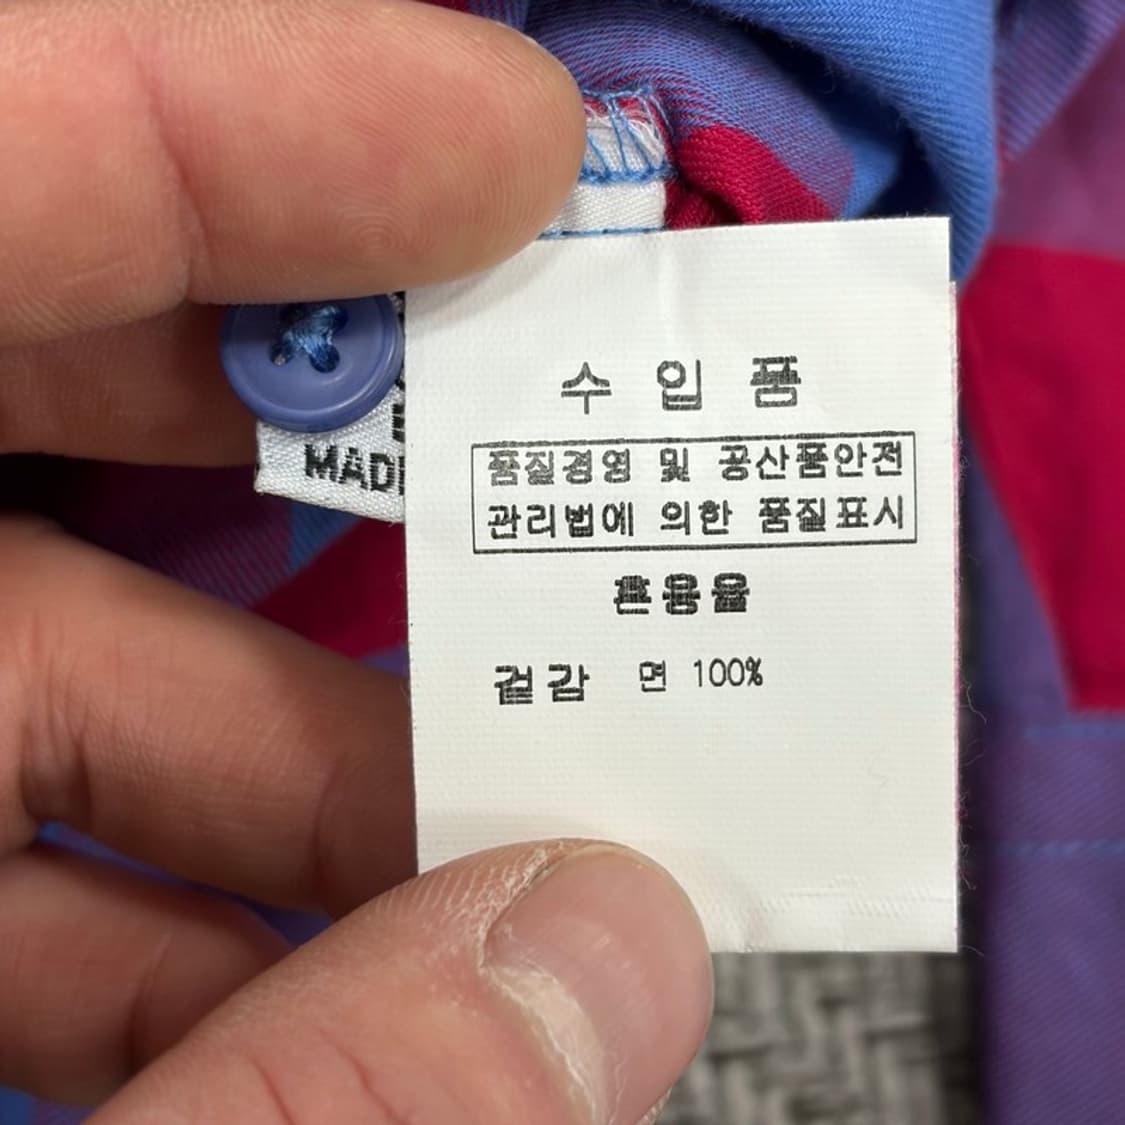 수 입 품
품질경영 및 공산품안전
관리법에 의한 품질표시
혼용율
겉감 면 100%
MADE